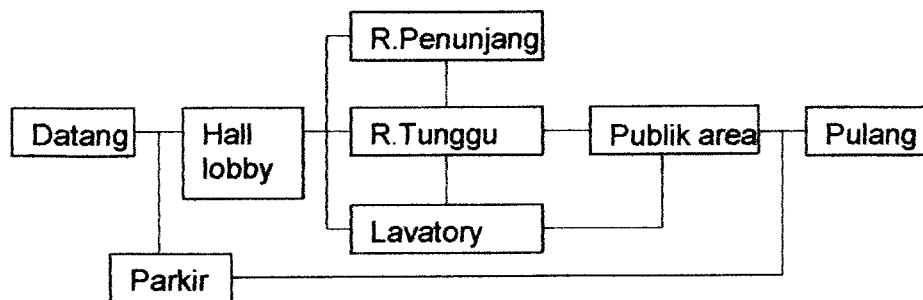 R.Penunjang
Datang
Hall
lobby
R.Tunggu
Publik area
Pulang
Lavatory
Parkir